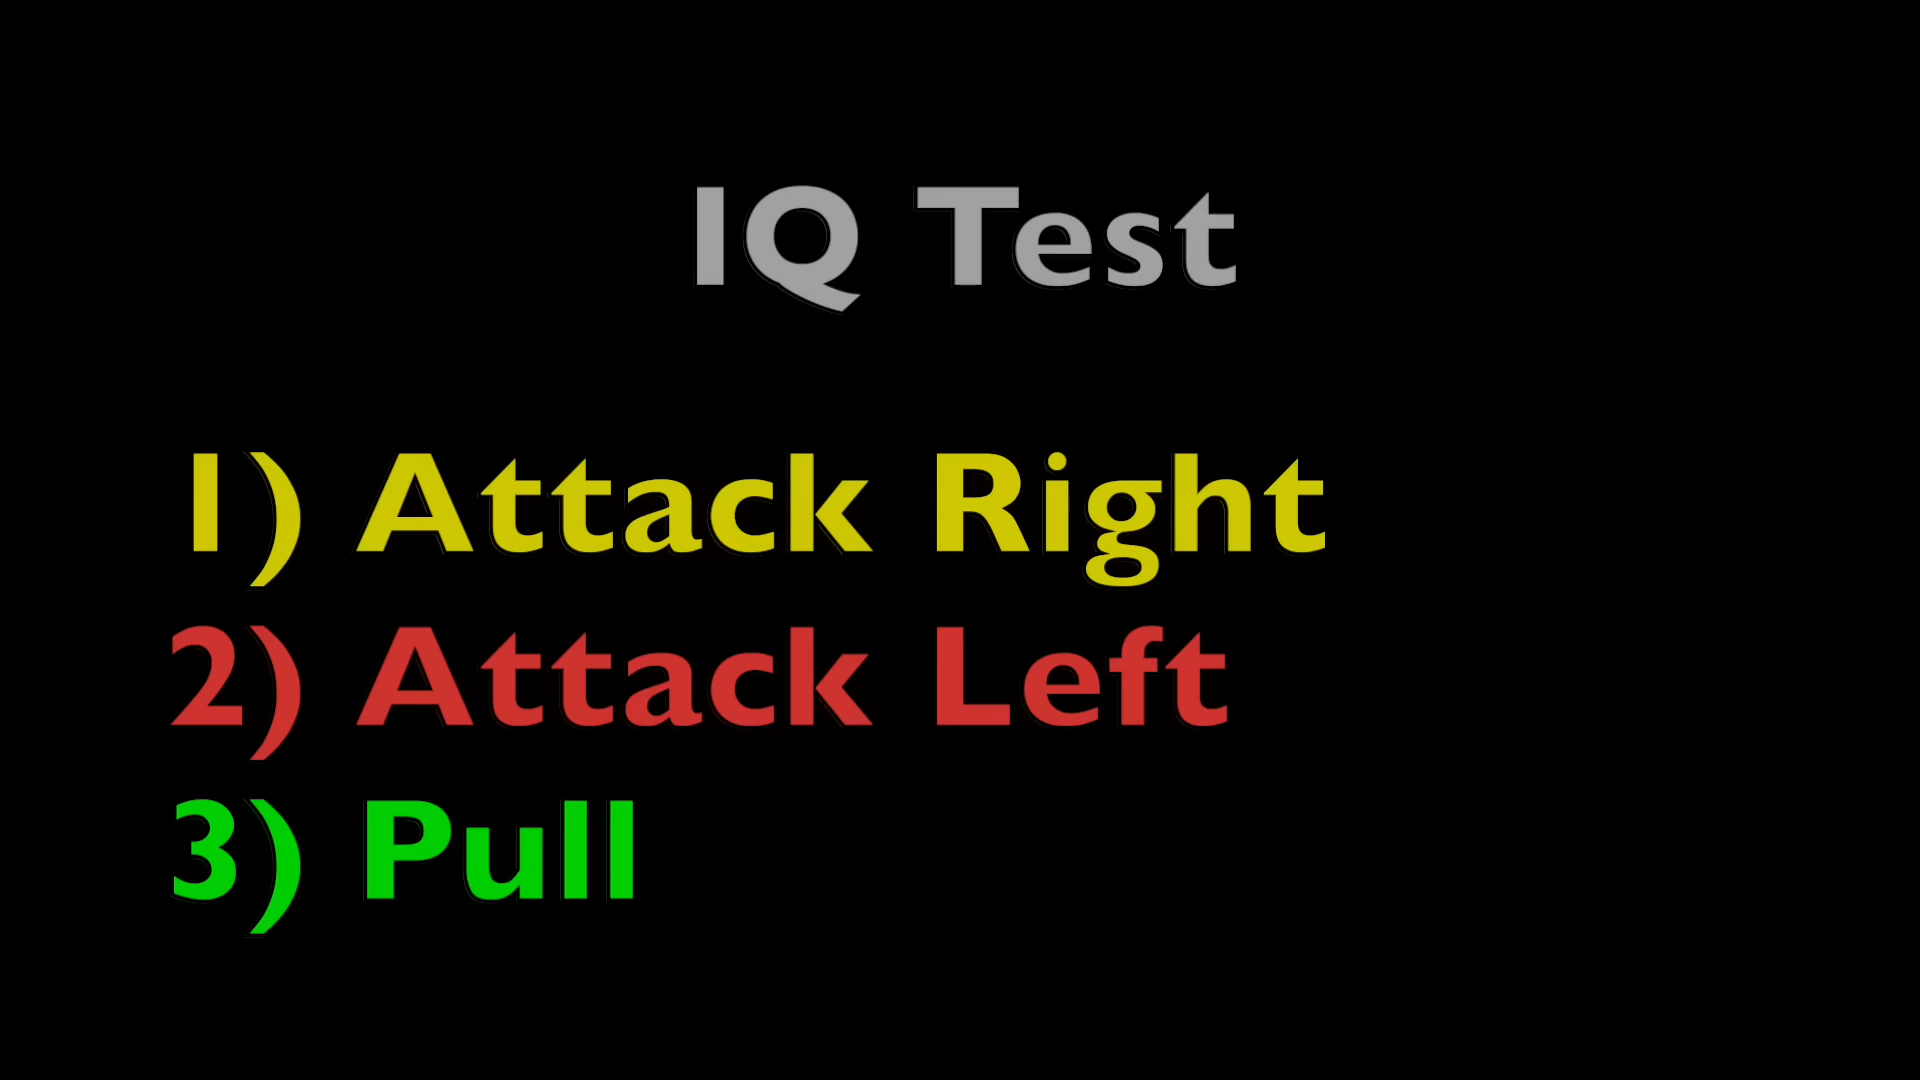 IQ Test
1) Attack Right
2) Attack Left
3) Pull